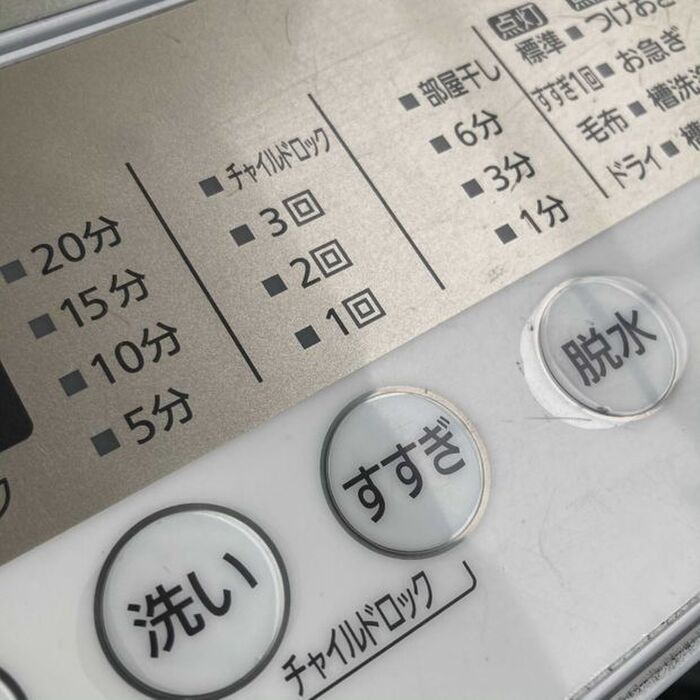 20分
15分
10分
5分
チャイルドロック
3回
2回
1回
部屋干し
6分
3分
1分
点灯
標準 つけおき
すすぎ1回 お急ぎ
毛布
ドライ
洗い
すすぎ
脱水
チャイルドロック